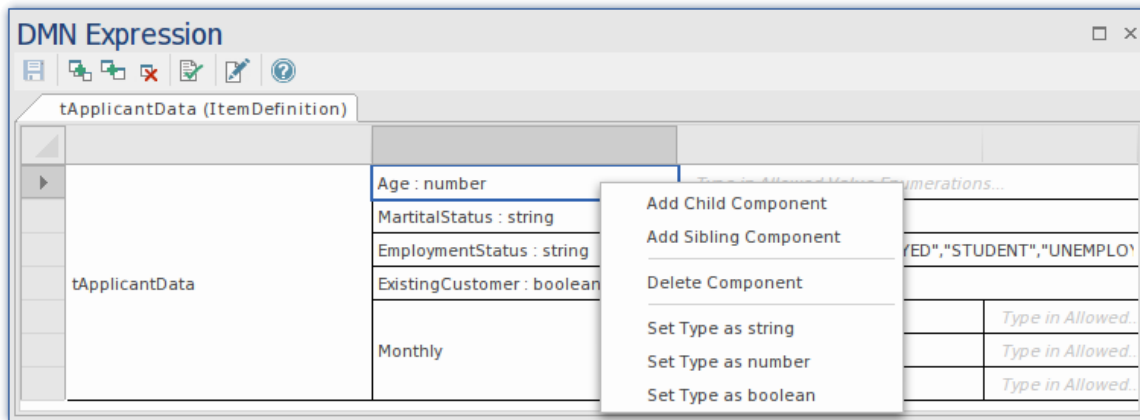 DMN Expression
tApplicantData (ItemDefinition)
Age : number
MartitalStatus : string
EmploymentStatus : string
YED","STUDENT","UNEMPLOY
tApplicantData
ExistingCustomer : boolean
Monthly
Type in Allowed Value Enumerations...
Type in Allowed..
Type in Allowed..
Type in Allowed..
Add Child Component
Add Sibling Component
Delete Component
Set Type as string
Set Type as number
Set Type as boolean